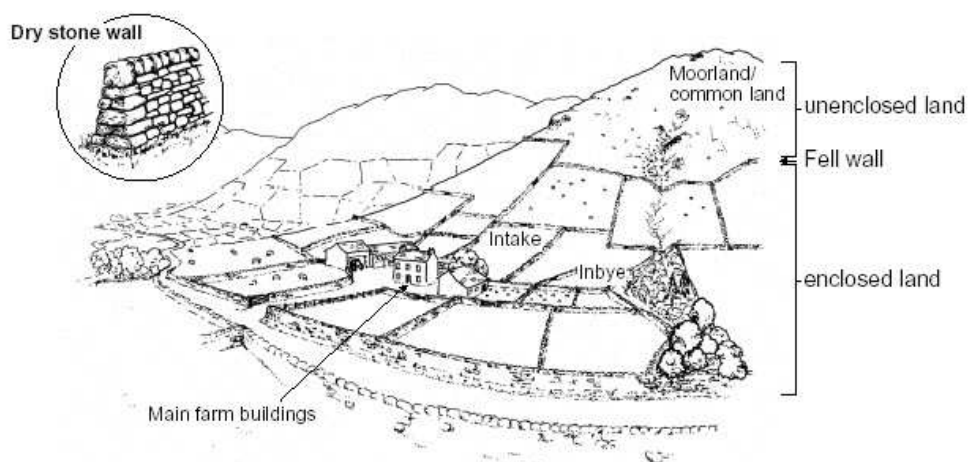 Dry stone wall
Moorland/
common land
unenclosed land
Fell wall
Intake
Inbye
enclosed land
Main farm buildings